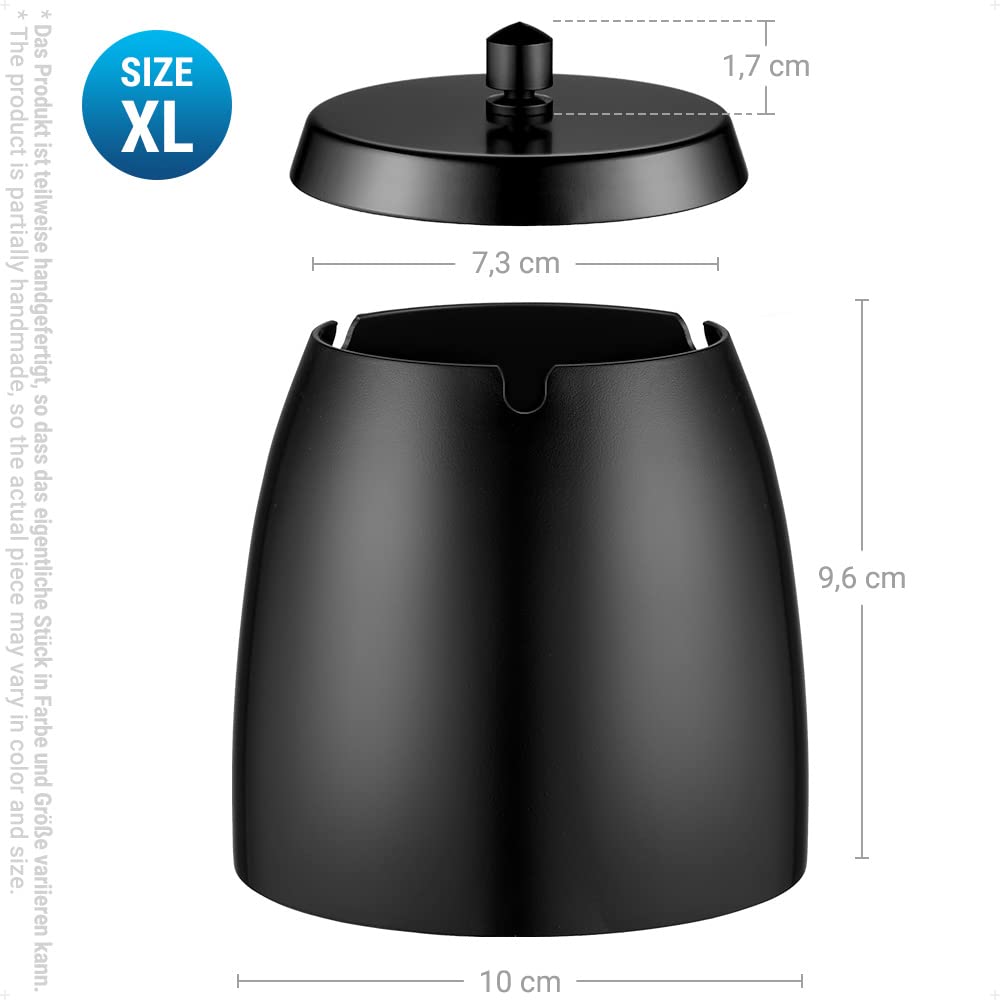 SIZE
XL
1,7 cm
7,3 cm
9,6 cm
10 cm
* Das Produkt ist teilweise handgefertigt, so dass das eigentliche Stück in Farbe und Größe variieren kann.
* The product is partially handmade, so the actual piece may vary in color and size.